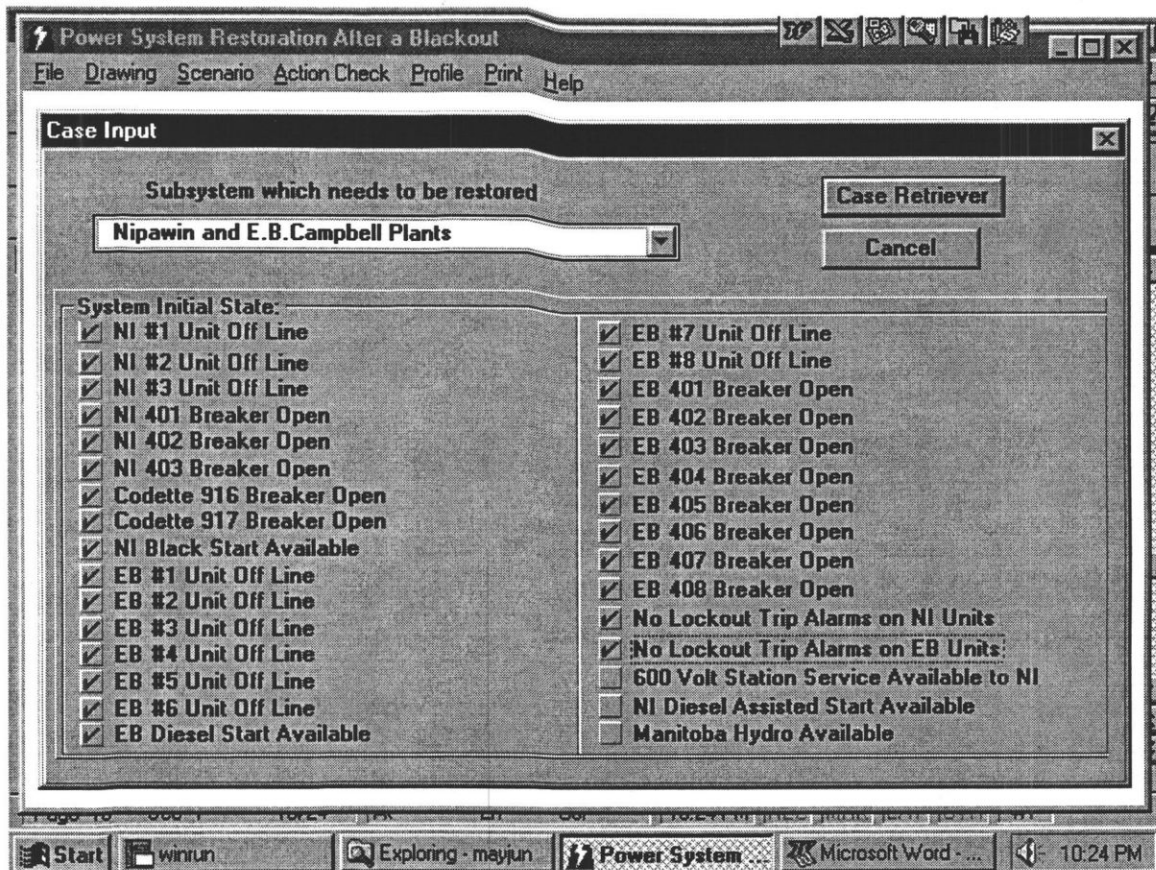 Power System Restoration After a Blackout
File Drawing Scenario Action Check Profile Print Help
Case Input
Subsystem which needs to be restored
Case Retriever
Nipawin and E.B.Campbell Plants
Cancel
System Initial State:
NI #1 Unit Off Line
NI #2 Unit Off Line
NI #3 Unit Off Line
NI 401 Breaker Open
NI 402 Breaker Open
NI 403 Breaker Open
Codette 916 Breaker Open
Codette 917 Breaker Open
NI Black Start Available
EB #1 Unit Off Line
EB #2 Unit Off Line
EB #3 Unit Off Line
EB #4 Unit Off Line
EB #5 Unit Off Line
EB #6 Unit Off Line
EB Diesel Start Available
EB #7 Unit Off Line
EB #8 Unit Off Line
EB 401 Breaker Open
EB 402 Breaker Open
EB 403 Breaker Open
EB 404 Breaker Open
EB 405 Breaker Open
EB 406 Breaker Open
EB 407 Breaker Open
EB 408 Breaker Open
No Lockout Trip Alarms on NI Units
No Lockout Trip Alarms on EB Units
600 Volt Station Service Available to NI
NI Diesel Assisted Start Available
Manitoba Hydro Available
Start winrun Exploring - mayjun Power System ... Microsoft Word - ... 10:24 PM